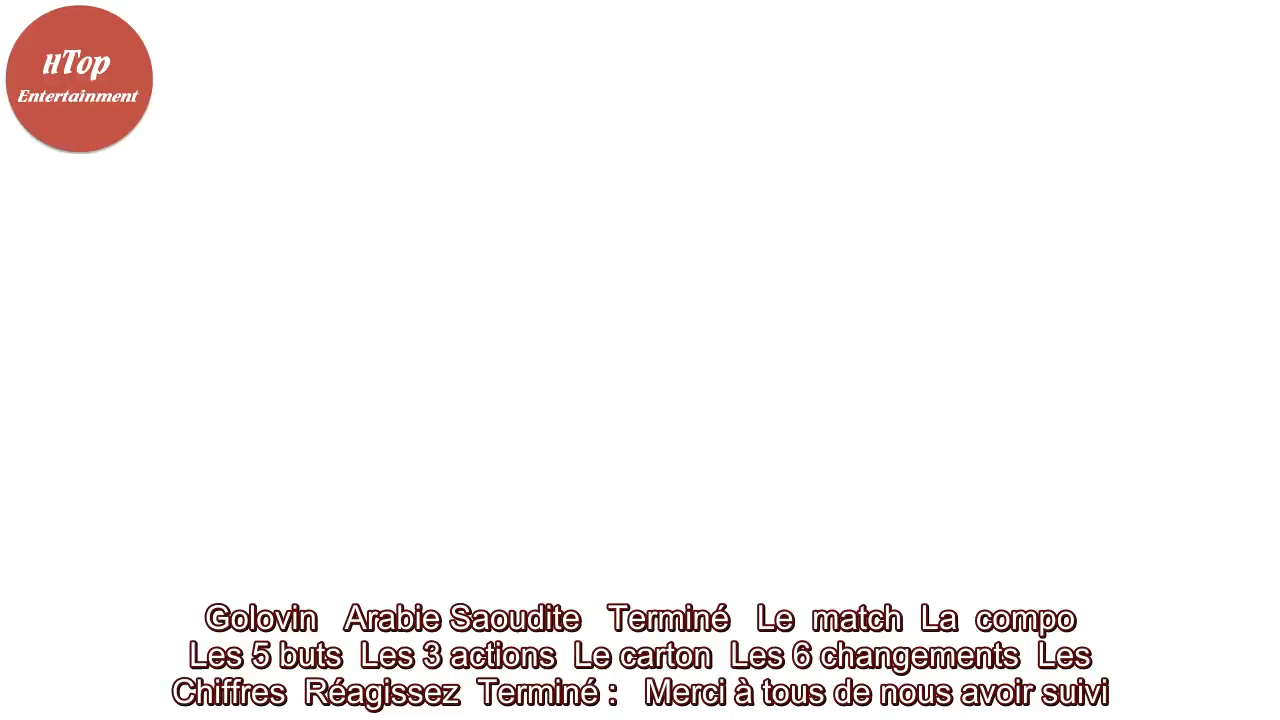 HTop
Entertainment
Golovin Arabie Saoudite Terminé Le match La compo
Les 5 buts Les 3 actions Le carton Les 6 changements Les
Chiffres Réagissez Terminé : Merci à tous de nous avoir suivi